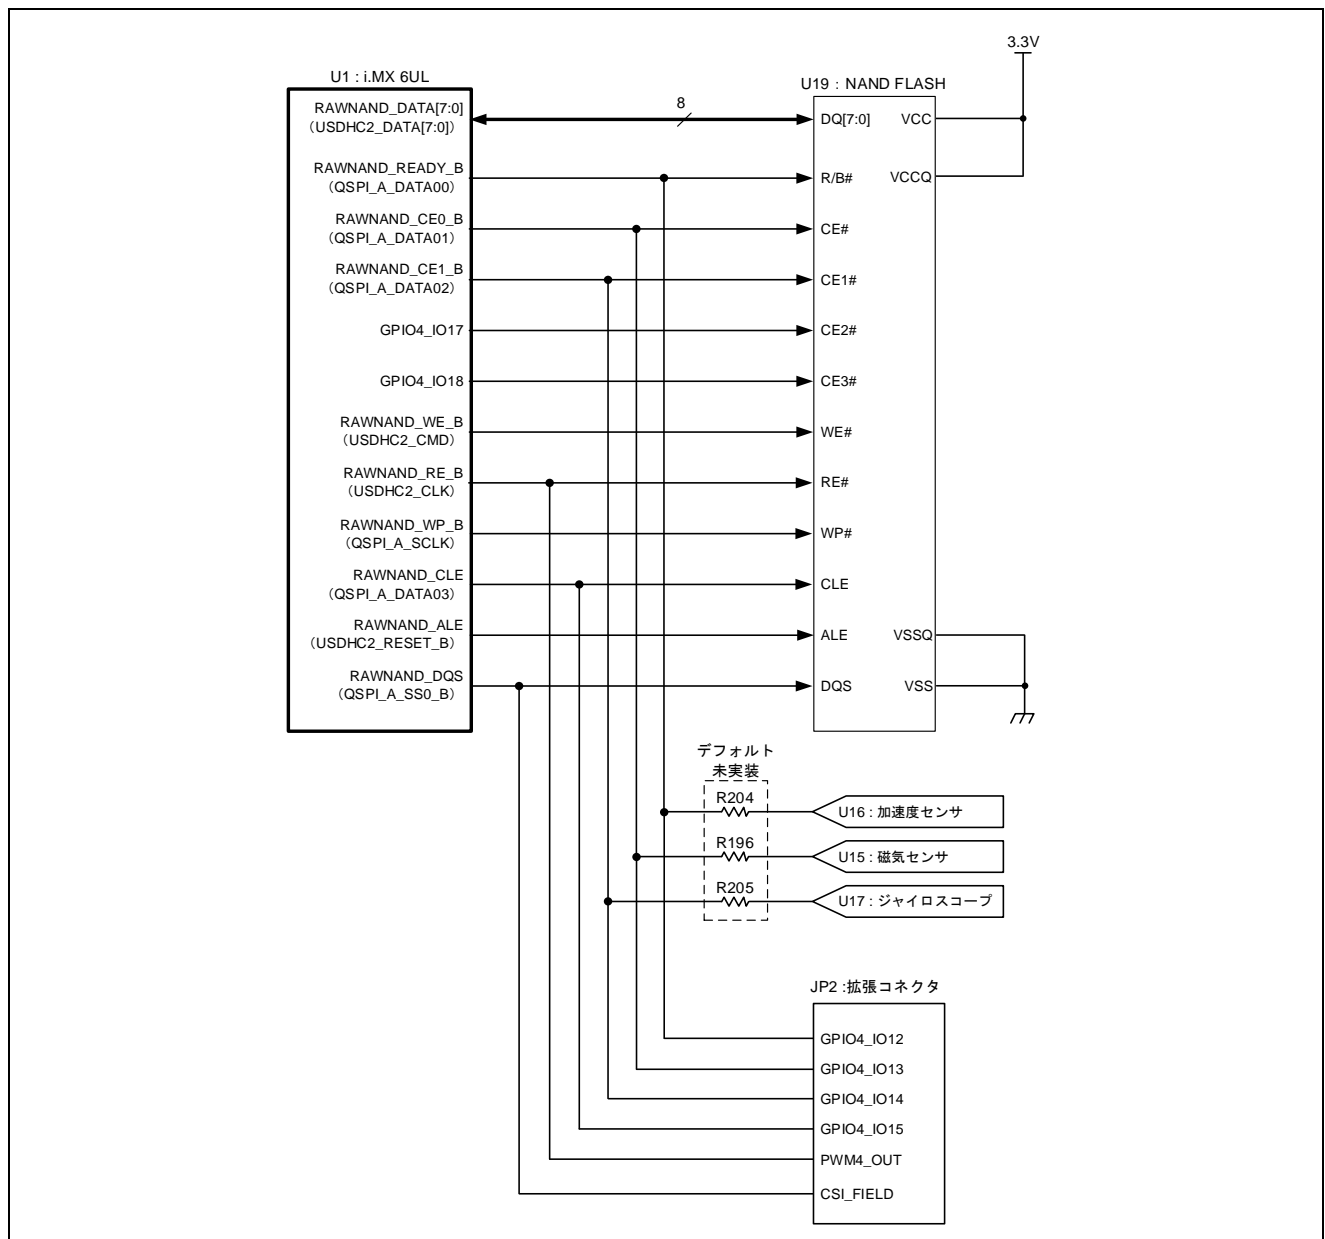 3.3V
U1 : i.MX 6UL
U19 : NAND FLASH
RAWNAND_DATA[7:0]
（USDHC2_DATA[7:0]）
8
DQ[7:0]
VCC
RAWNAND_READY_B
（QSPI_A_DATA00）
R/B#
VCCQ
RAWNAND_CE0_B
（QSPI_A_DATA01）
CE#
RAWNAND_CE1_B
（QSPI_A_DATA02）
CE1#
GPIO4_IO17
CE2#
GPIO4_IO18
CE3#
RAWNAND_WE_B
（USDHC2_CMD）
WE#
RAWNAND_RE_B
（USDHC2_CLK）
RE#
RAWNAND_WP_B
（QSPI_A_SCLK）
WP#
RAWNAND_CLE
（QSPI_A_DATA03）
CLE
RAWNAND_ALE
（USDHC2_RESET_B）
ALE
VSSQ
RAWNAND_DQS
（QSPI_A_SS0_B）
DQS
VSS
デフォルト
未実装
R204
U16 : 加速度センサ
R196
U15 : 磁気センサ
R205
U17 : ジャイロスコープ
JP2 :拡張コネクタ
GPIO4_IO12
GPIO4_IO13
GPIO4_IO14
GPIO4_IO15
PWM4_OUT
CSI_FIELD